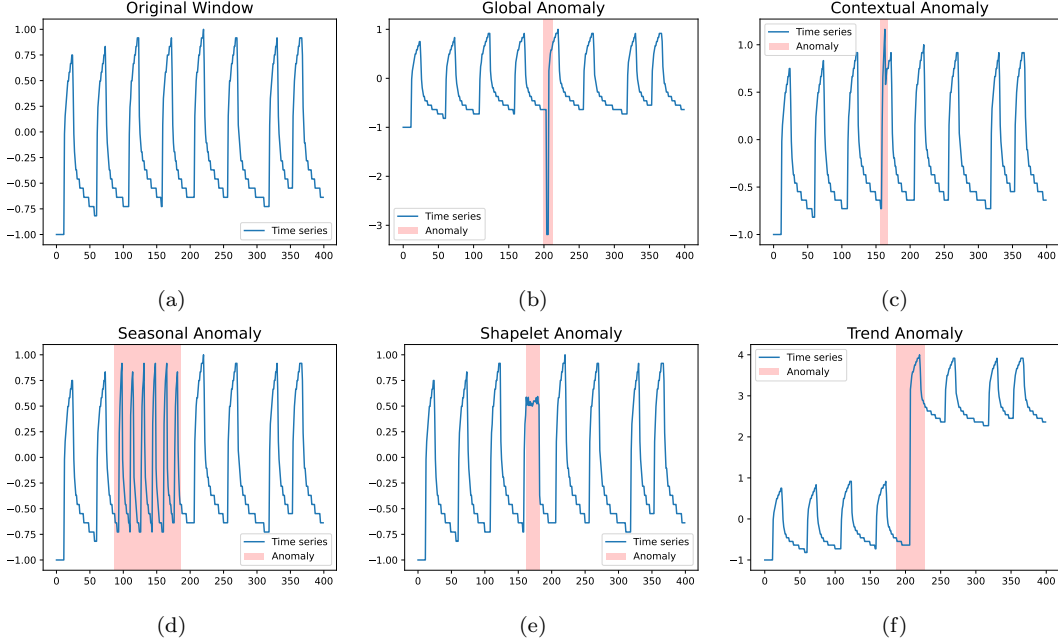 Original Window
1.00
0.75
0.50
0.25
0.00
−0.25
−0.50
−0.75
−1.00
Time series
0 50 100 150 200 250 300 350 400
(a)
Global Anomaly
1
0
−1
−2
−3
Time series
Anomaly
0 50 100 150 200 250 300 350 400
(b)
Contextual Anomaly
Time series
Anomaly
1.0
0.5
0.0
−0.5
−1.0
0 50 100 150 200 250 300 350 400
(c)
Seasonal Anomaly
1.00
0.75
0.50
0.25
0.00
−0.25
−0.50
−0.75
−1.00
Time series
Anomaly
0 50 100 150 200 250 300 350 400
(d)
Shapelet Anomaly
1.00
0.75
0.50
0.25
0.00
−0.25
−0.50
−0.75
−1.00
Time series
Anomaly
0 50 100 150 200 250 300 350 400
(e)
Trend Anomaly
Time series
Anomaly
4
3
2
1
0
−1
0 50 100 150 200 250 300 350 400
(f)